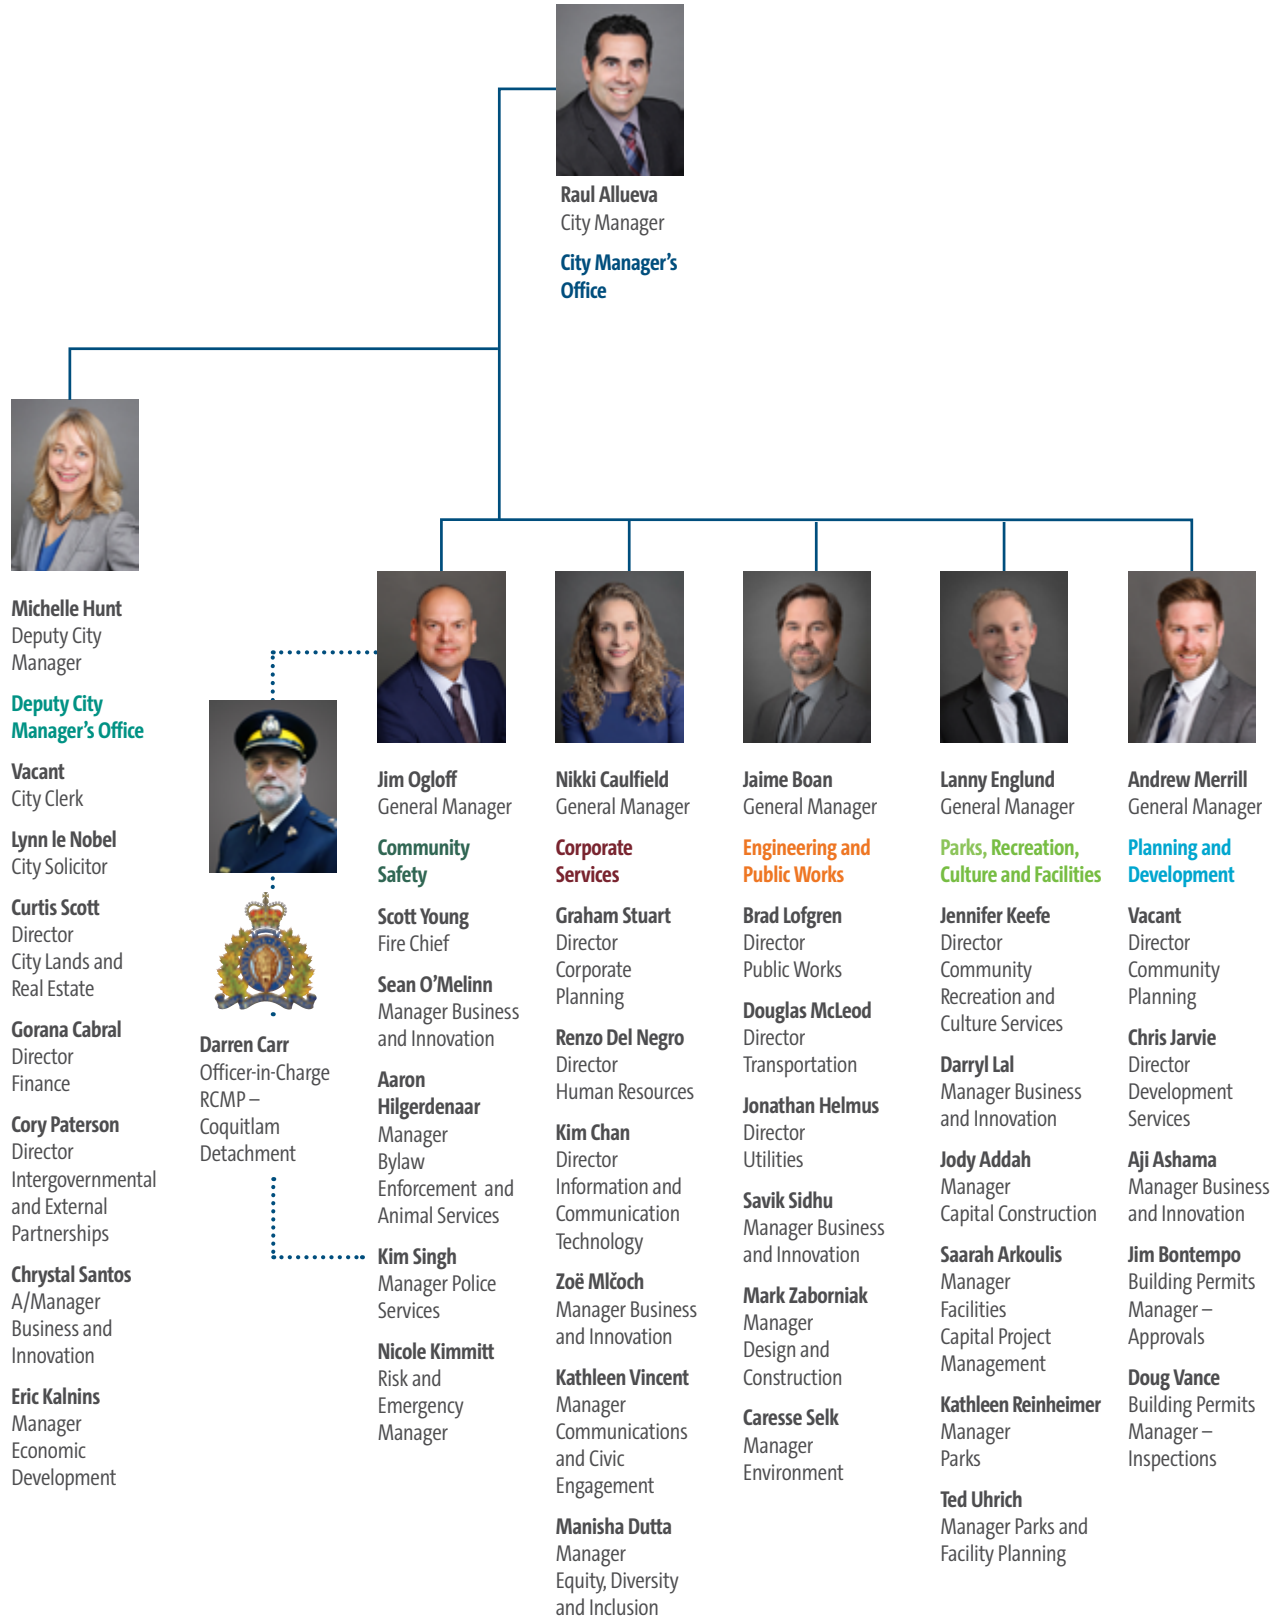 Raul Allueva
City Manager
City Manager's
Office
Michelle Hunt
Deputy City
Manager
Deputy City
Manager's Office
Vacant
City Clerk
Lynn le Nobel
City Solicitor
Curtis Scott
Director
City Lands and
Real Estate
Gorana Cabral
Director
Finance
Cory Paterson
Director
Intergovernmental
and External
Partnerships
Chrystal Santos
A/Manager
Business and
Innovation
Eric Kalnins
Manager
Economic
Development
Darren Carr
Officer-in-Charge
RCMP –
Coquitlam
Detachment
Jim Ogloff
General Manager
Community
Safety
Scott Young
Fire Chief
Sean O'Melinn
Manager Business
and Innovation
Aaron
Hilgerdenaar
Manager
Bylaw
Enforcement and
Animal Services
Kim Singh
Manager Police
Services
Nicole Kimmitt
Risk and
Emergency
Manager
Nikki Caulfield
General Manager
Corporate
Services
Graham Stuart
Director
Corporate
Planning
Renzo Del Negro
Director
Human Resources
Kim Chan
Director
Information and
Communication
Technology
Zoë Mlčoch
Manager Business
and Innovation
Kathleen Vincent
Manager
Communications
and Civic
Engagement
Manisha Dutta
Manager
Equity, Diversity
and Inclusion
Jaime Boan
General Manager
Engineering and
Public Works
Brad Lofgren
Director
Public Works
Douglas McLeod
Director
Transportation
Jonathan Helmus
Director
Utilities
Savik Sidhu
Manager Business
and Innovation
Mark Zaborniak
Manager
Design and
Construction
Caresse Selk
Manager
Environment
Lanny Englund
General Manager
Parks, Recreation,
Culture and Facilities
Jennifer Keefe
Director
Community
Recreation and
Culture Services
Darryl Lal
Manager Business
and Innovation
Jody Addah
Manager
Capital Construction
Saarah Arkoulis
Manager
Facilities
Capital Project
Management
Kathleen Reinheimer
Manager
Parks
Ted Uhrich
Manager Parks and
Facility Planning
Andrew Merrill
General Manager
Planning and
Development
Vacant
Director
Community
Planning
Chris Jarvie
Director
Development
Services
Aji Ashama
Manager Business
and Innovation
Jim Bontempo
Building Permits
Manager –
Approvals
Doug Vance
Building Permits
Manager –
Inspections